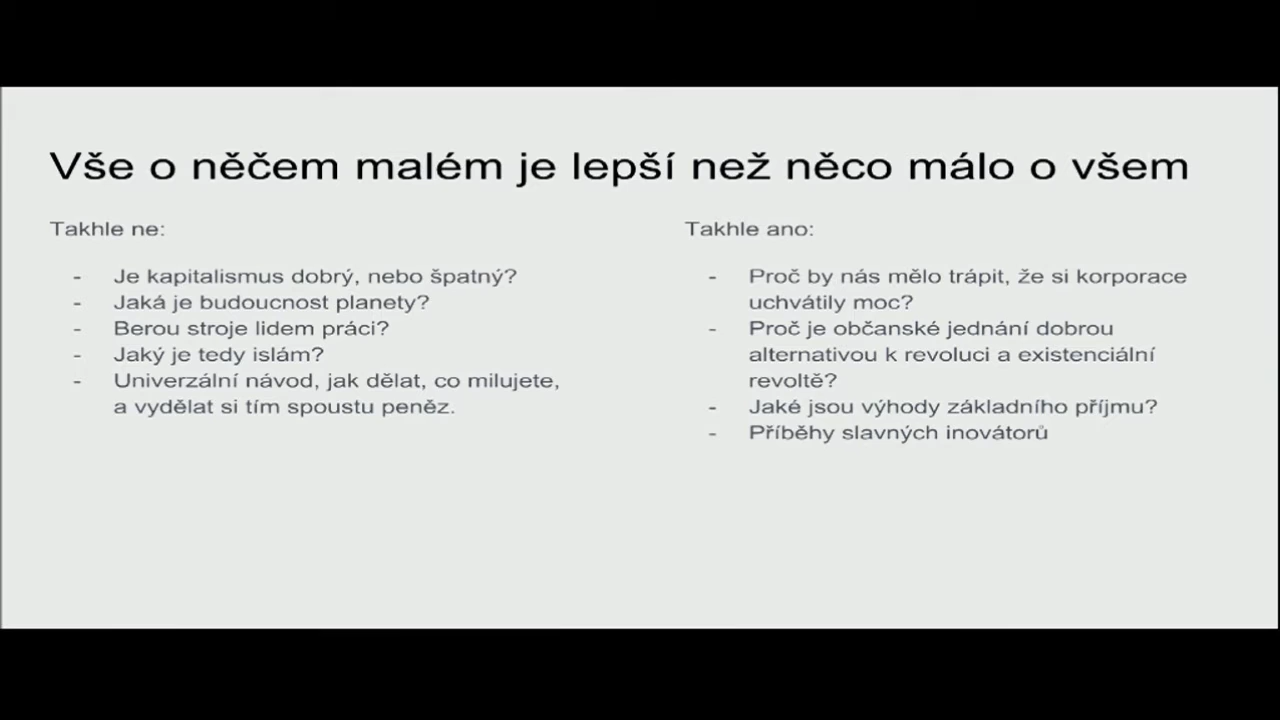 Vše o něčem malém je lepší než něco málo o všem
Takhle ne:
- Je kapitalismus dobrý, nebo špatný?
- Jaká je budoucnost planety?
- Berou stroje lidem práci?
- Jaký je tedy islám?
- Univerzální návod, jak dělat, co milujete,
a vydělat si tím spoustu peněz.
Takhle ano:
- Proč by nás mělo trápit, že si korporace
uchvátily moc?
- Proč je občanské jednání dobrou
alternativou k revoluci a existenciální
revoltě?
- Jaké jsou výhody základního příjmu?
- Příběhy slavných inovátorů